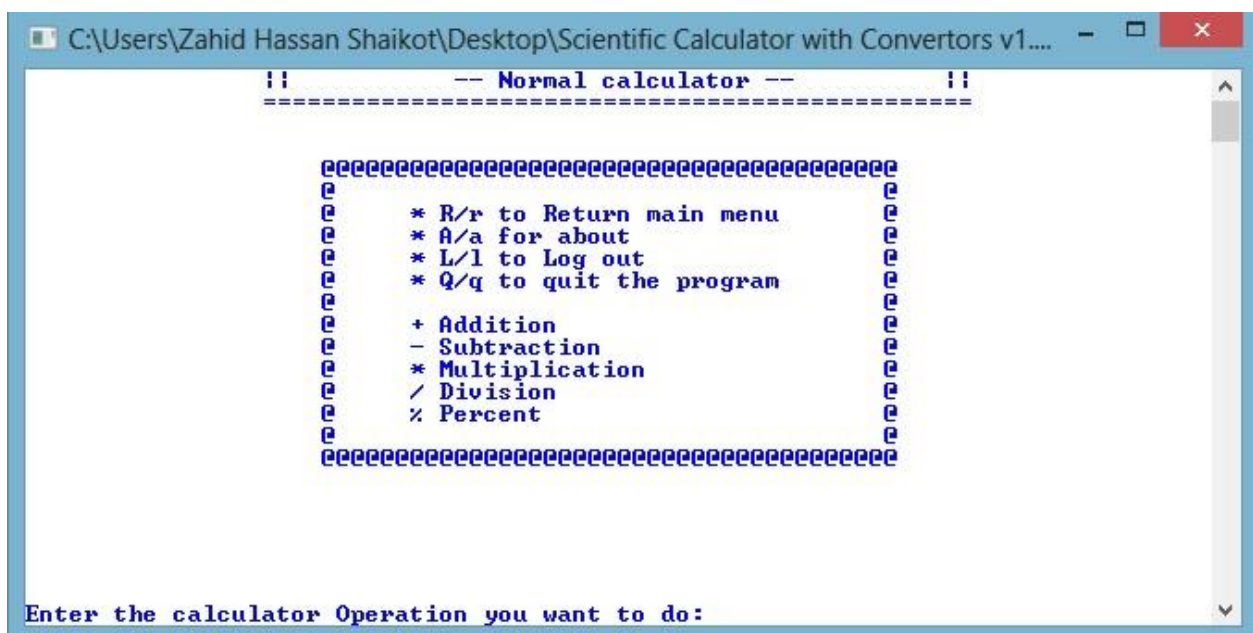 C:\Users\Zahid Hassan Shaikot\Desktop\Scientific Calculator with Convertors v1....
|| -- Normal calculator -- ||
================================================
@@@@@@@@@@@@@@@@@@@@@@@@@@@@@@@@@@@@@@@
@ @
@ * R/r to Return main menu @
@ * A/a for about @
@ * L/l to Log out @
@ * Q/q to quit the program @
@ @
@ + Addition @
@ - Subtraction @
@ * Multiplication @
@ / Division @
@ % Percent @
@ @
@@@@@@@@@@@@@@@@@@@@@@@@@@@@@@@@@@@@@@@
Enter the calculator Operation you want to do: